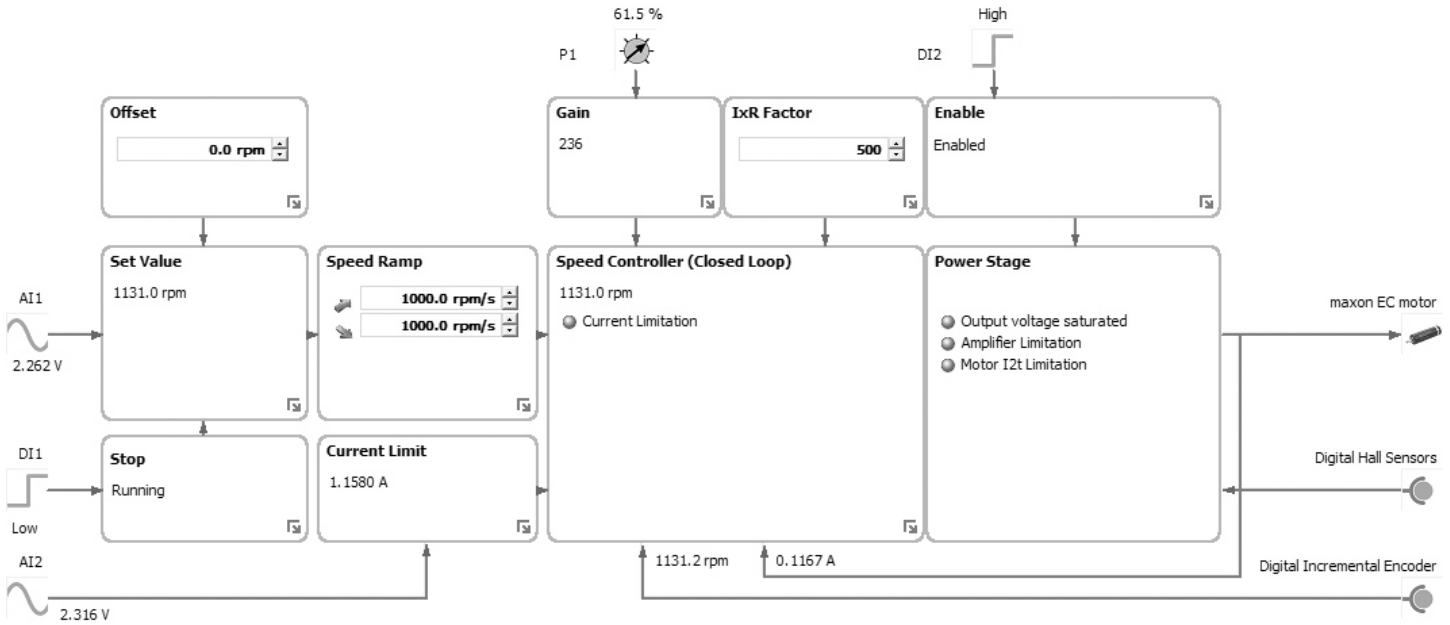 61.5 %
High
P1
DI2
Offset
0.0 rpm
Gain
236
IxR Factor
500
Enable
Enabled
Set Value
1131.0 rpm
Speed Ramp
1000.0 rpm/s
1000.0 rpm/s
Speed Controller (Closed Loop)
1131.0 rpm
Current Limitation
Power Stage
Output voltage saturated
Amplifier Limitation
Motor I2t Limitation
AI1
2.262 V
maxon EC motor
DI1
Low
Stop
Running
Current Limit
1.1580 A
Digital Hall Sensors
AI2
2.316 V
1131.2 rpm
0.1167 A
Digital Incremental Encoder